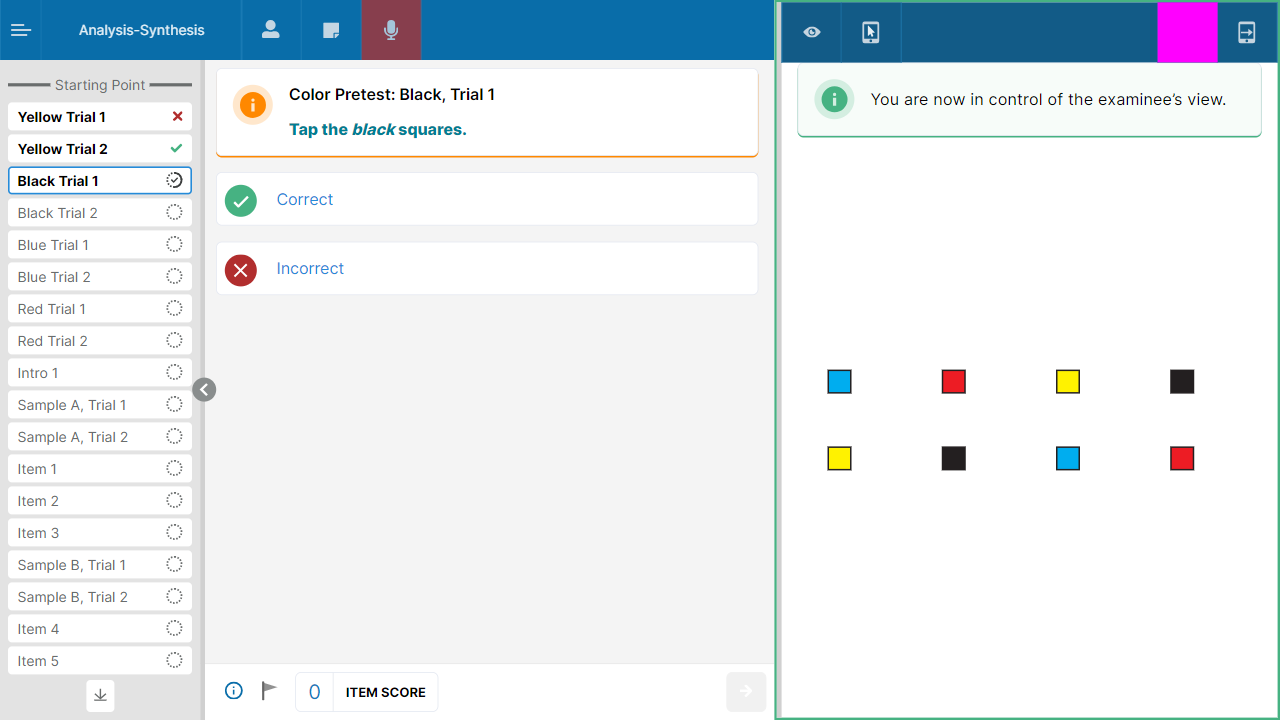 Analysis-Synthesis
Starting Point
Yellow Trial 1
Yellow Trial 2
Black Trial 1
Black Trial 2
Blue Trial 1
Blue Trial 2
Red Trial 1
Red Trial 2
Intro 1
Sample A, Trial 1
Sample A, Trial 2
Item 1
Item 2
Item 3
Sample B, Trial 1
Sample B, Trial 2
Item 4
Item 5
Color Pretest: Black, Trial 1
Tap the black squares.
Correct
Incorrect
0 ITEM SCORE
You are now in control of the examinee’s view.